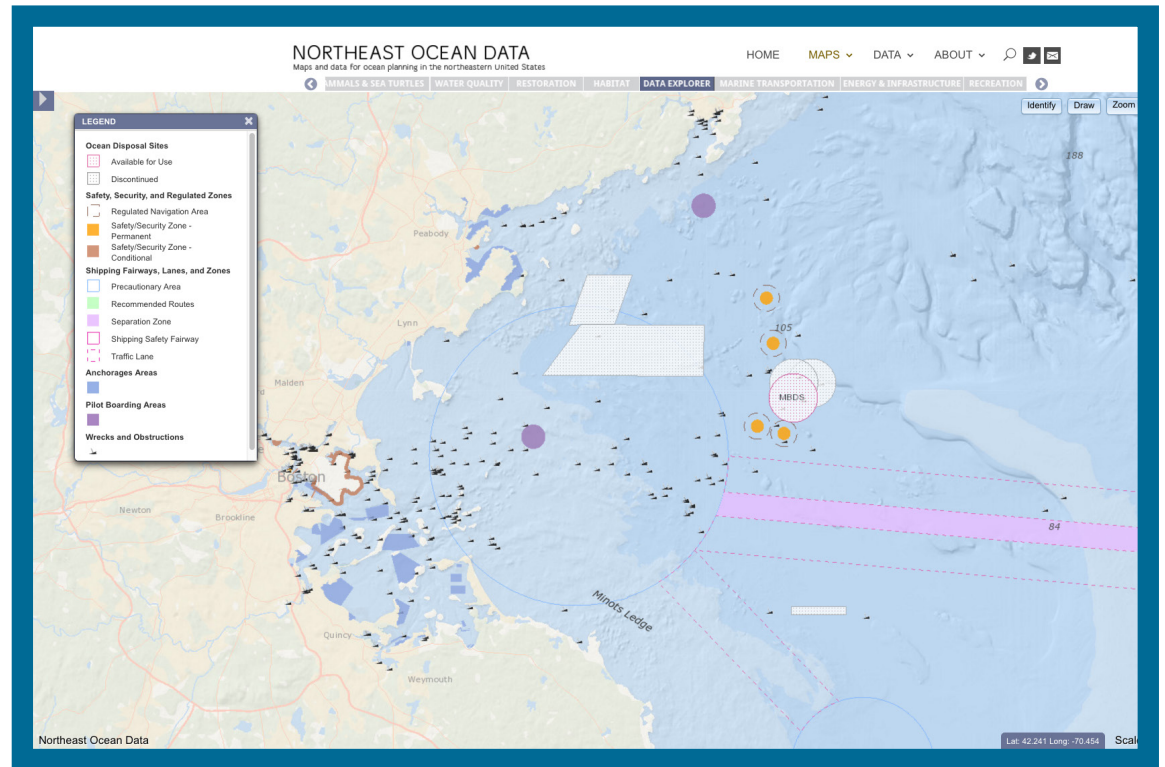 NORTHEAST OCEAN DATA
Maps and data for ocean planning in the northeastern United States
HOME MAPS DATA ABOUT
AMMALS & SEA TURTLES WATER QUALITY RESTORATION HABITAT DATA EXPLORER MARINE TRANSPORTATION ENERGY & INFRASTRUCTURE RECREATION
Identify Draw Zoom
LEGEND
Ocean Disposal Sites
Available for Use
Discontinued
Safety, Security, and Regulated Zones
Regulated Navigation Area
Safety/Security Zone -
Permanent
Safety/Security Zone -
Conditional
Shipping Fairways, Lanes, and Zones
Precautionary Area
Recommended Routes
Separation Zone
Shipping Safety Fairway
Traffic Lane
Anchorages Areas
Pilot Boarding Areas
Wrecks and Obstructions
188
Peabody
Lynn
105
Malden
MBDS
Boston
Newton
Brookline
84
Minots Ledge
Quincy
Weymouth
Northeast Ocean Data
Lat: 42.241 Long: -70.454
Scal